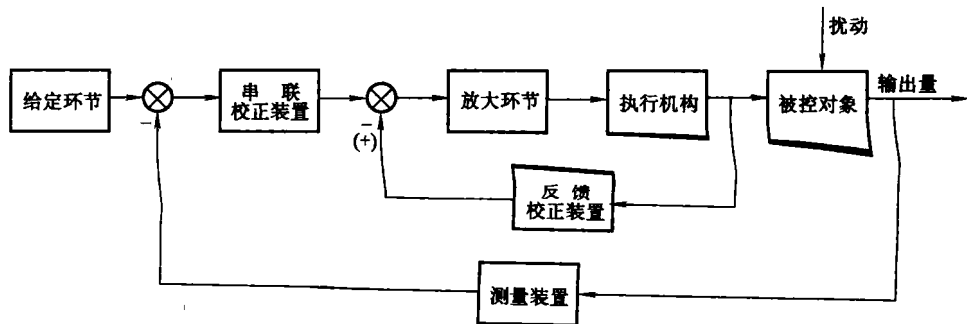 扰动
给定环节
串 联
校正装置
放大环节
执行机构
被控对象
输出量
−
−
(+)
反 馈
校正装置
测量装置